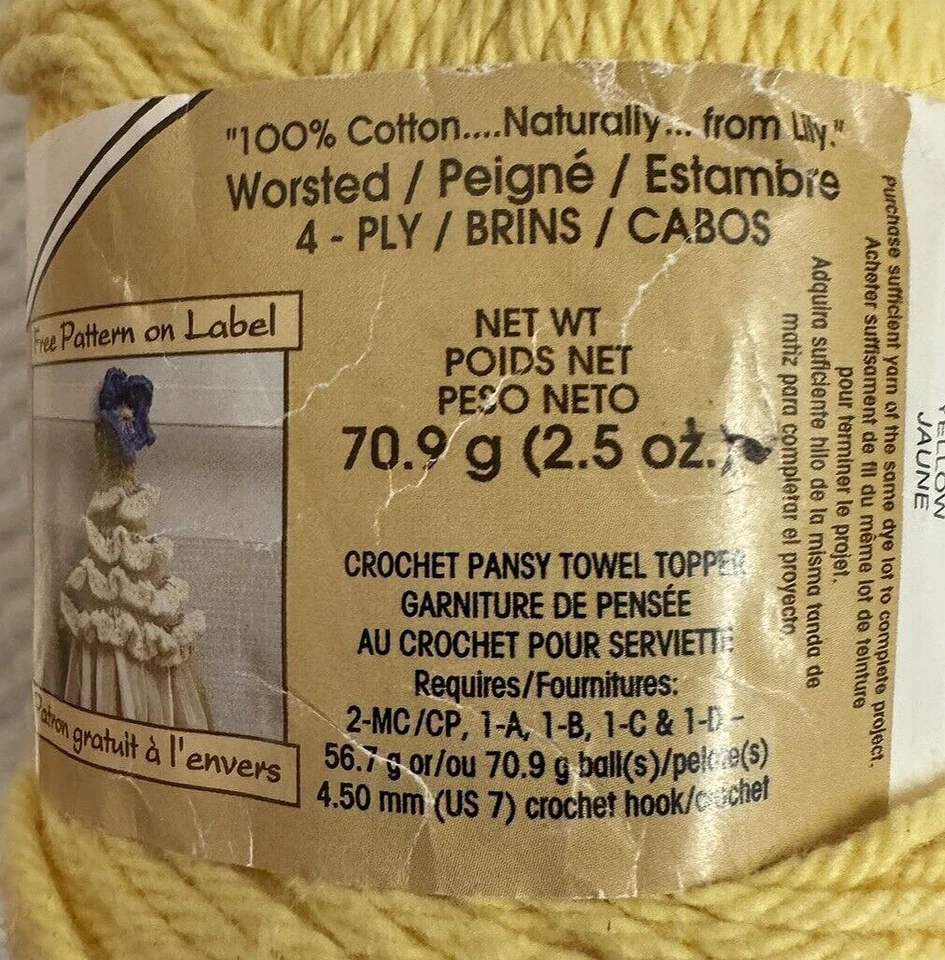 "100% Cotton....Naturally... from Lily."
Worsted / Peigné / Estambre
4 - PLY / BRINS / CABOS
Free Pattern on Label
NET WT
POIDS NET
PESO NETO
70.9 g (2.5 oz.)
Patron gratuit à l'envers
CROCHET PANSY TOWEL TOPPER
GARNITURE DE PENSÉE
AU CROCHET POUR SERVIETTE
Requires/Fournitures:
2-MC/CP, 1-A, 1-B, 1-C & 1-D -
56.7 g or/ou 70.9 g ball(s)/pelote(s)
4.50 mm (US 7) crochet hook/crochet
Purchase sufficient yarn of the same dye lot to complete project.
Acheter suffisament de fil du même lot de teinture
pour terminer le projet.
Adquira suficiente hilo de la misma tanda de
matiz para completar el proyecto.
YELLOW
JAUNE